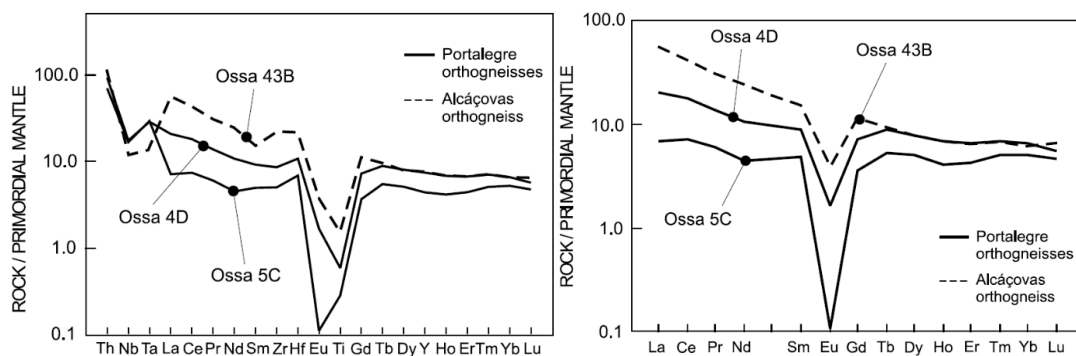 ROCK / PRIMORDIAL MANTLE
100.0
10.0
1.0
0.1
Ossa 43B
Ossa 4D
Ossa 5C
Portalegre
orthogneisses
Alcáçovas
orthogneiss
Th Nb Ta La Ce Pr Nd Sm Zr Hf Eu Ti Gd Tb Dy Y Ho Er Tm Yb Lu
ROCK / PRIMORDIAL MANTLE
100.0
10.0
1.0
0.1
Ossa 4D
Ossa 43B
Ossa 5C
Portalegre
orthogneisses
Alcáçovas
orthogneiss
La Ce Pr Nd Sm Eu Gd Tb Dy Ho Er Tm Yb Lu